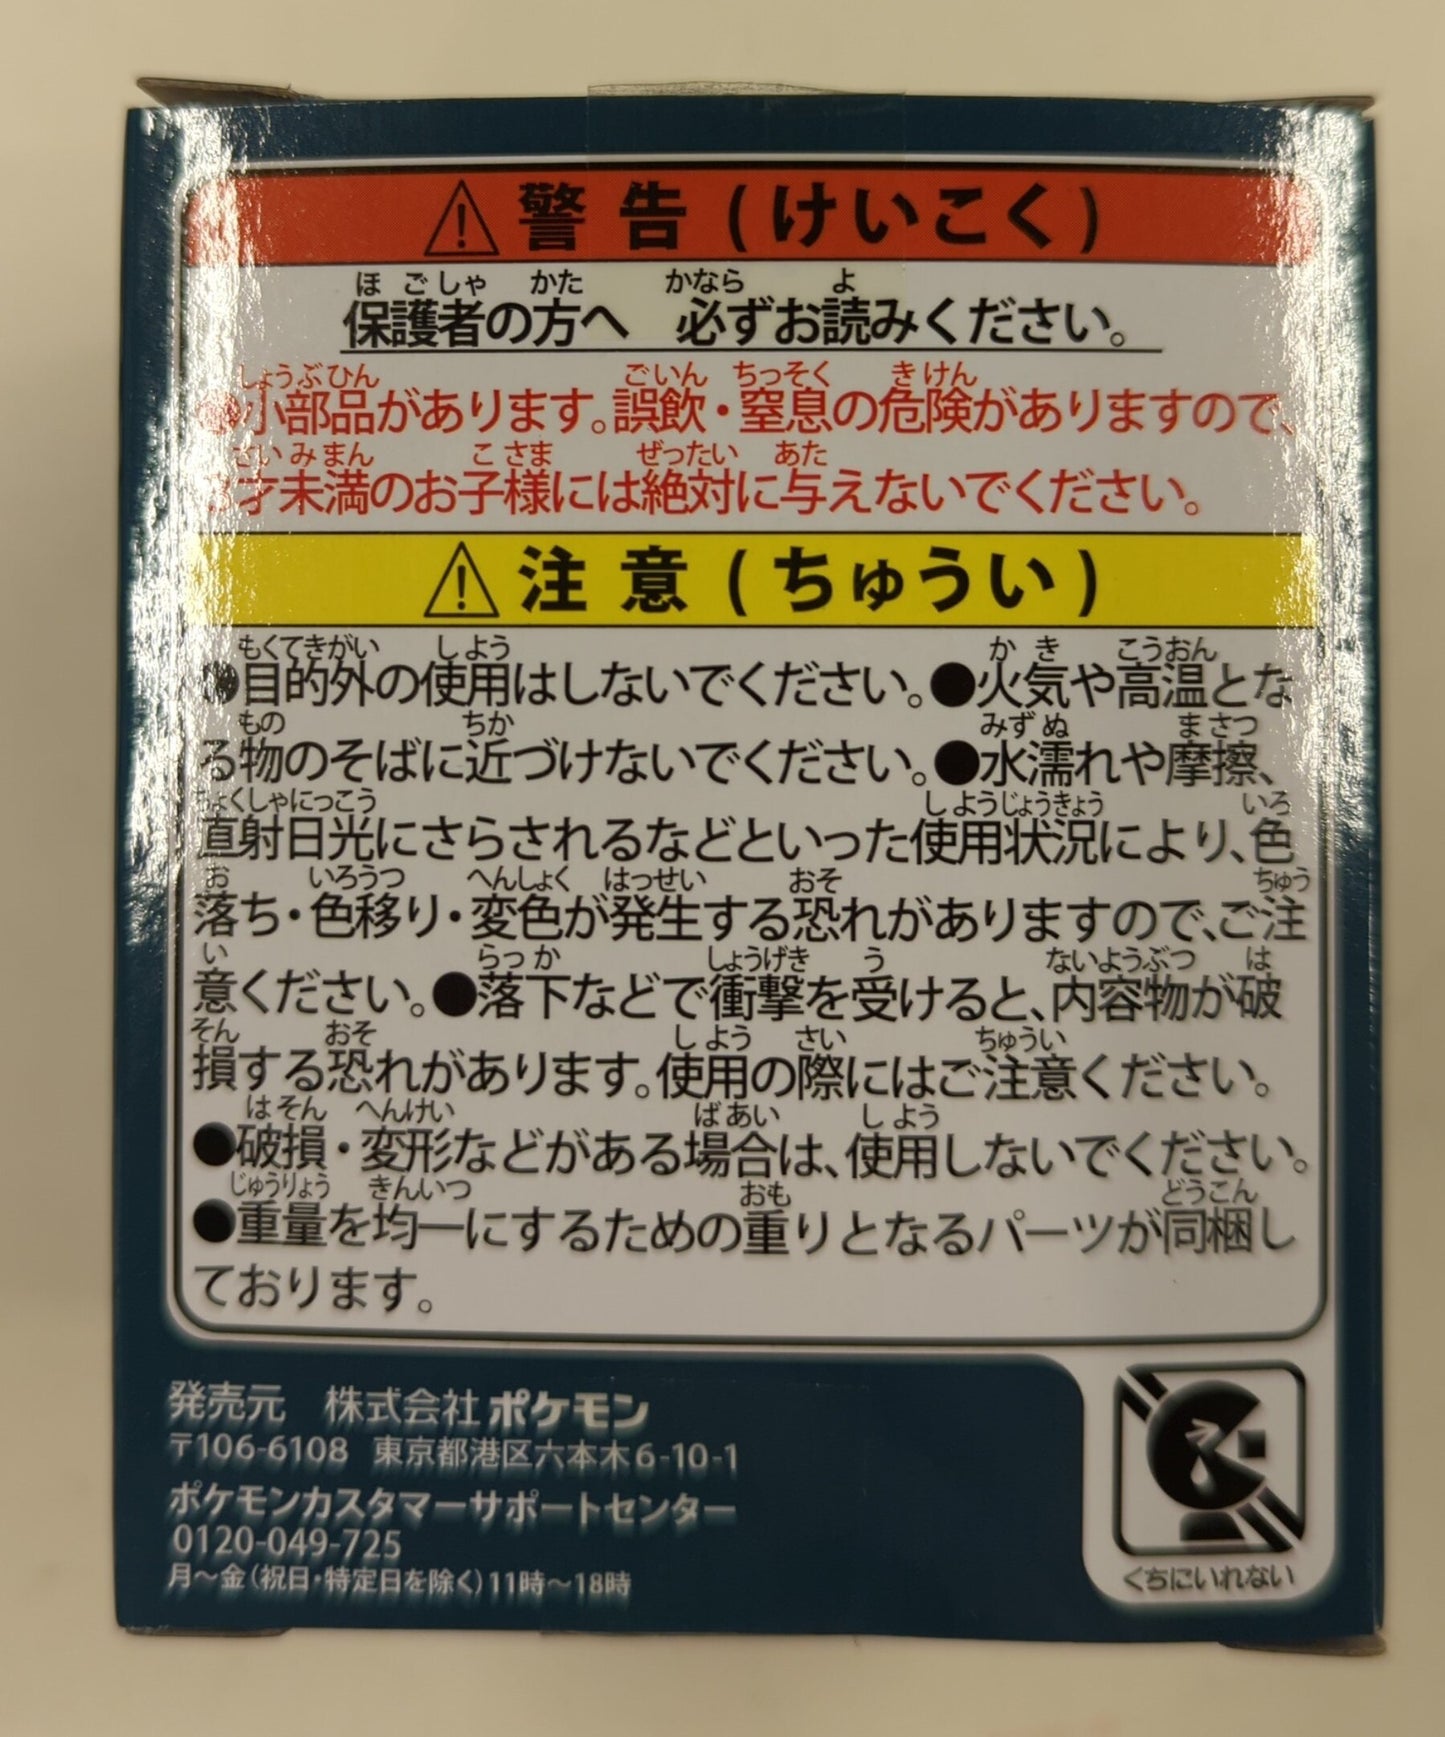 警告(けいこく)
ほごしゃ かた かなら よ
保護者の方へ 必ずお読みください。
しょうぶひん ごいん ちっそく きけん
●小部品があります。誤飲・窒息の危険がありますので、
さいみまん こさま ぜったい あた
3才未満のお子様には絶対に与えないでください。
注意(ちゅうい)
もくてきがい しよう かき こうおん
●目的外の使用はしないでください。●火気や高温とな
もの ちか みずぬ まさつ
る物のそばに近づけないでください。●水濡れや摩擦、
ちょくしゃにっこう しようじょうきょう いろ
直射日光にさらされるなどといった使用状況により、色
お いろうつ へんしょく はっせい おそ ちゅう
落ち・色移り・変色が発生する恐れがありますので、ご注
い らっか しょうげき う ないようぶつ は
意ください。●落下などで衝撃を受けると、内容物が破
そん おそ しよう さい ちゅうい
損する恐れがあります。使用の際にはご注意ください。
はそん へんけい ばあい しよう
●破損・変形などがある場合は、使用しないでください。
じゅうりょう きんいつ おも どうこん
●重量を均一にするための重りとなるパーツが同梱し
ております。
発売元 株式会社ポケモン
〒106-6108 東京都港区六本木6-10-1
ポケモンカスタマーサポートセンター
0120-049-725
月〜金(祝日・特定日を除く)11時〜18時
くちにいれない